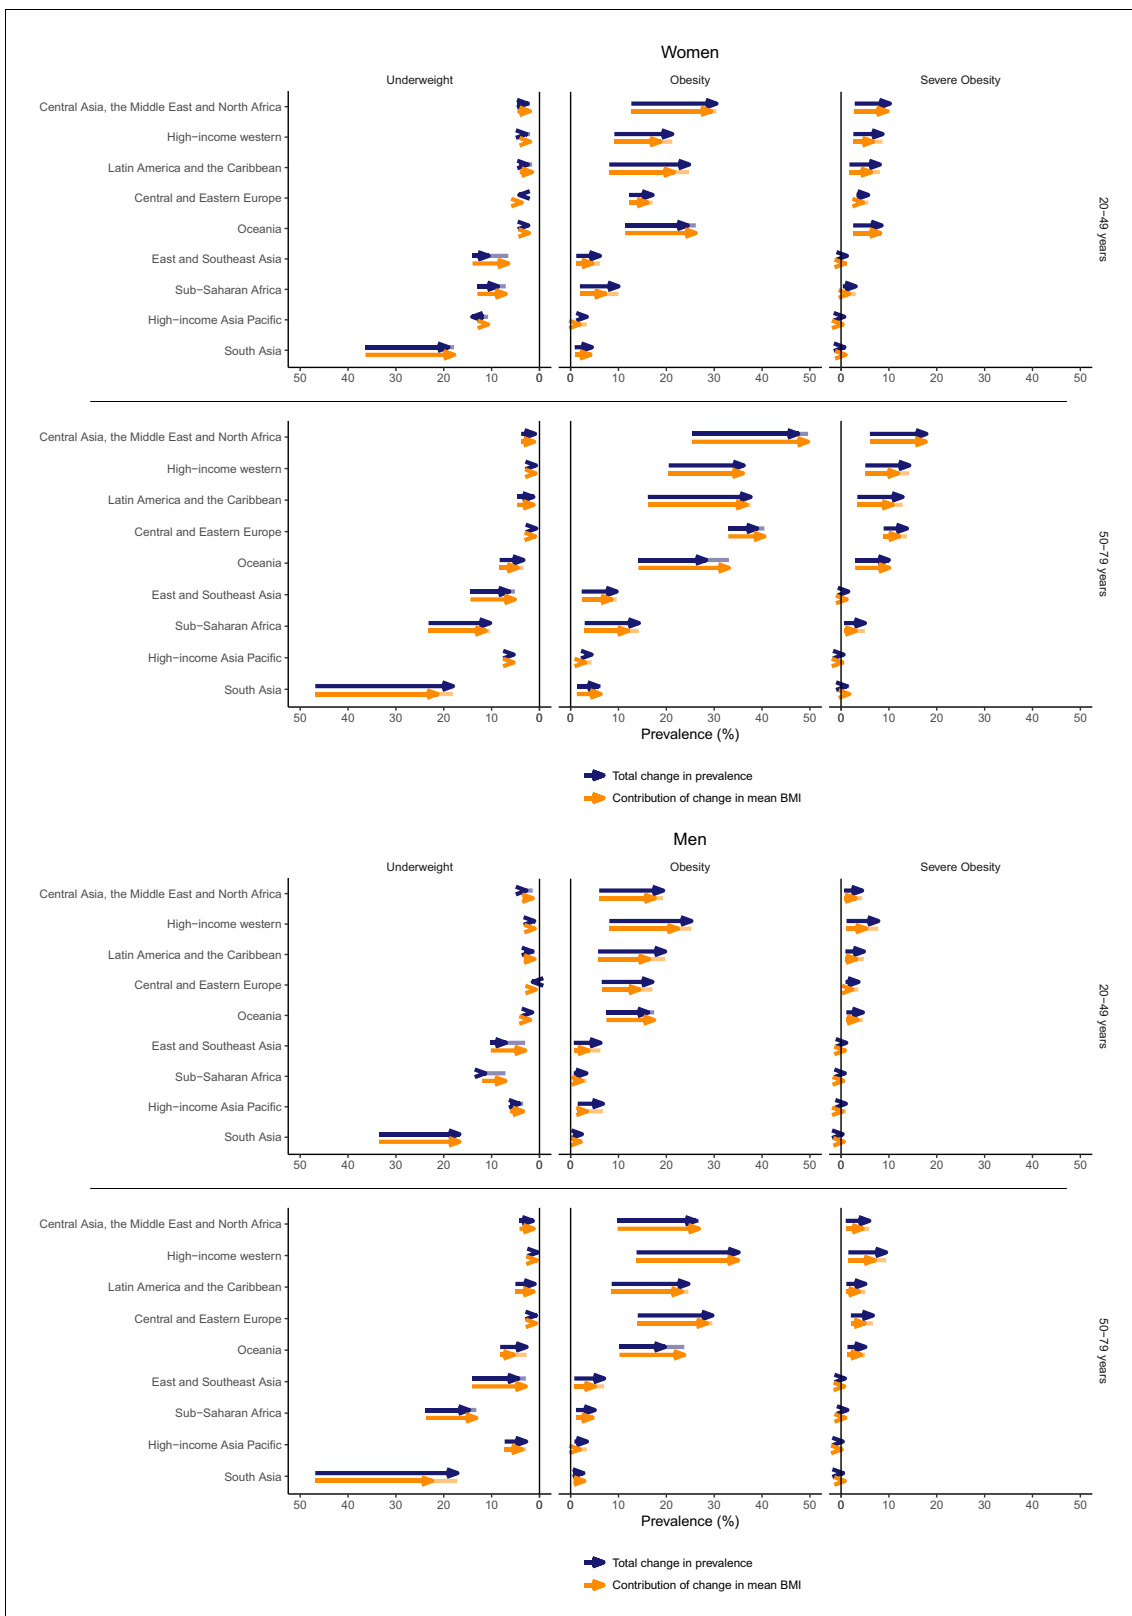 Women
Underweight Obesity Severe Obesity
Central Asia, the Middle East and North Africa
High−income western
Latin America and the Caribbean
Central and Eastern Europe
Oceania
East and Southeast Asia
Sub−Saharan Africa
High−income Asia Pacific
South Asia
20−49 years
50 40 30 20 10 0 0 10 20 30 40 50 0 10 20 30 40 50
Central Asia, the Middle East and North Africa
High−income western
Latin America and the Caribbean
Central and Eastern Europe
Oceania
East and Southeast Asia
Sub−Saharan Africa
High−income Asia Pacific
South Asia
50−79 years
50 40 30 20 10 0 0 10 20 30 40 50 0 10 20 30 40 50
Prevalence (%)
Total change in prevalence
Contribution of change in mean BMI
Men
Underweight Obesity Severe Obesity
Central Asia, the Middle East and North Africa
High−income western
Latin America and the Caribbean
Central and Eastern Europe
Oceania
East and Southeast Asia
Sub−Saharan Africa
High−income Asia Pacific
South Asia
20−49 years
50 40 30 20 10 0 0 10 20 30 40 50 0 10 20 30 40 50
Central Asia, the Middle East and North Africa
High−income western
Latin America and the Caribbean
Central and Eastern Europe
Oceania
East and Southeast Asia
Sub−Saharan Africa
High−income Asia Pacific
South Asia
50−79 years
50 40 30 20 10 0 0 10 20 30 40 50 0 10 20 30 40 50
Prevalence (%)
Total change in prevalence
Contribution of change in mean BMI